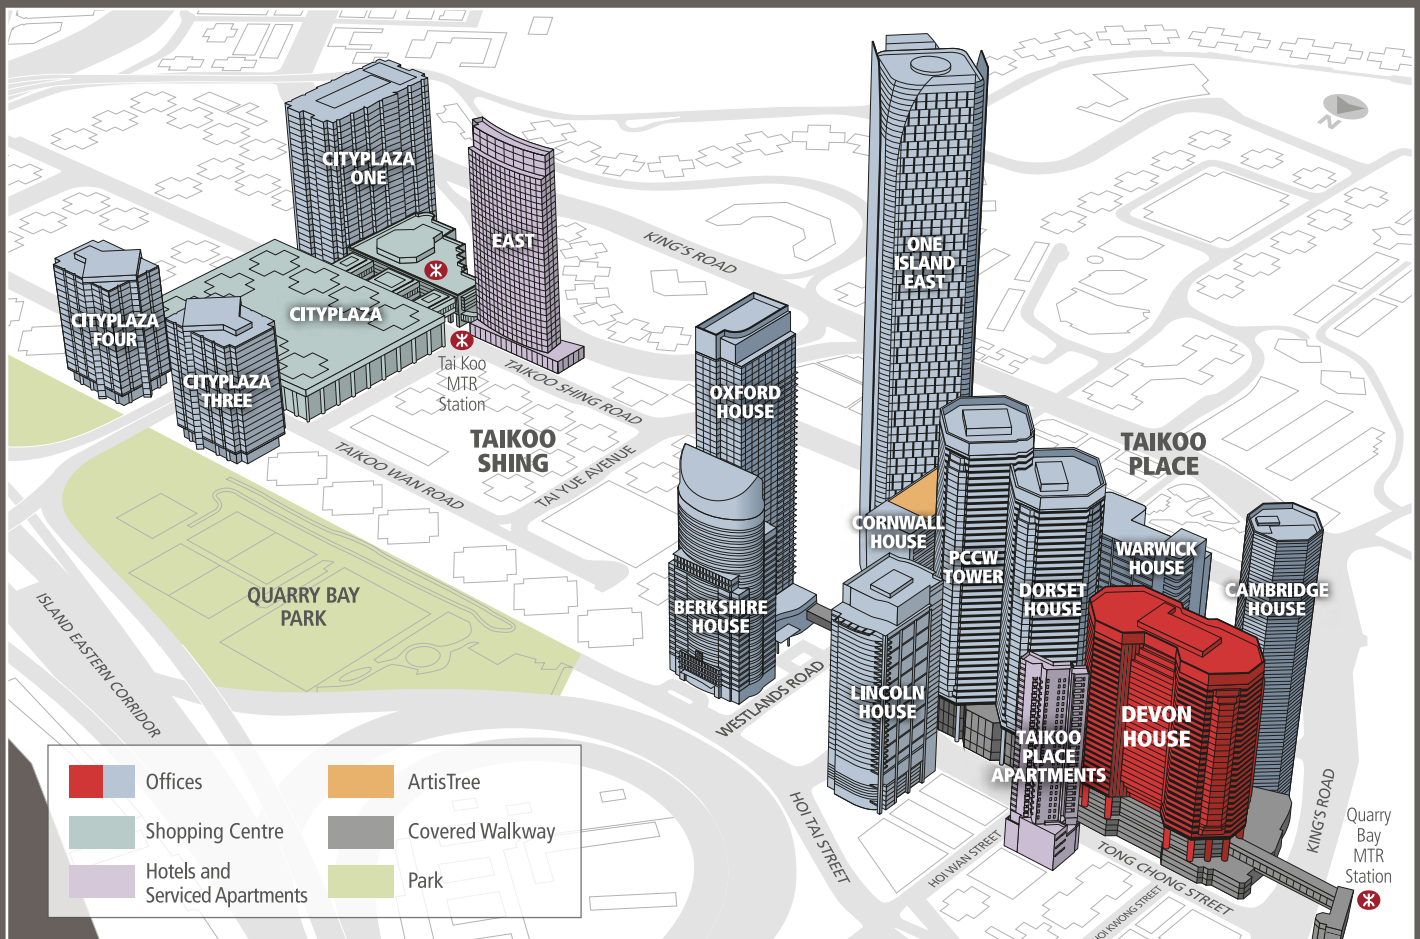 N
CITYPLAZA
ONE
EAST
KING'S ROAD
ONE
ISLAND
EAST
CITYPLAZA
FOUR
CITYPLAZA
CITYPLAZA
THREE
Tai Koo
MTR
Station
TAIKOO SHING ROAD
OXFORD
HOUSE
TAIKOO
SHING
TAIKOO WAN ROAD
TAI YUE AVENUE
TAIKOO
PLACE
CORNWALL
HOUSE
PCCW
TOWER
WARWICK
HOUSE
DORSET
HOUSE
CAMBRIDGE
HOUSE
QUARRY BAY
PARK
BERKSHIRE
HOUSE
ISLAND EASTERN CORRIDOR
WESTLANDS ROAD
LINCOLN
HOUSE
DEVON
HOUSE
TAIKOO
PLACE
APARTMENTS
HOI TAI STREET
HOI WAN STREET
TONG CHONG STREET
HOI KWONG STREET
KING'S ROAD
Quarry
Bay
MTR
Station
Offices
Shopping Centre
Hotels and
Serviced Apartments
ArtisTree
Covered Walkway
Park